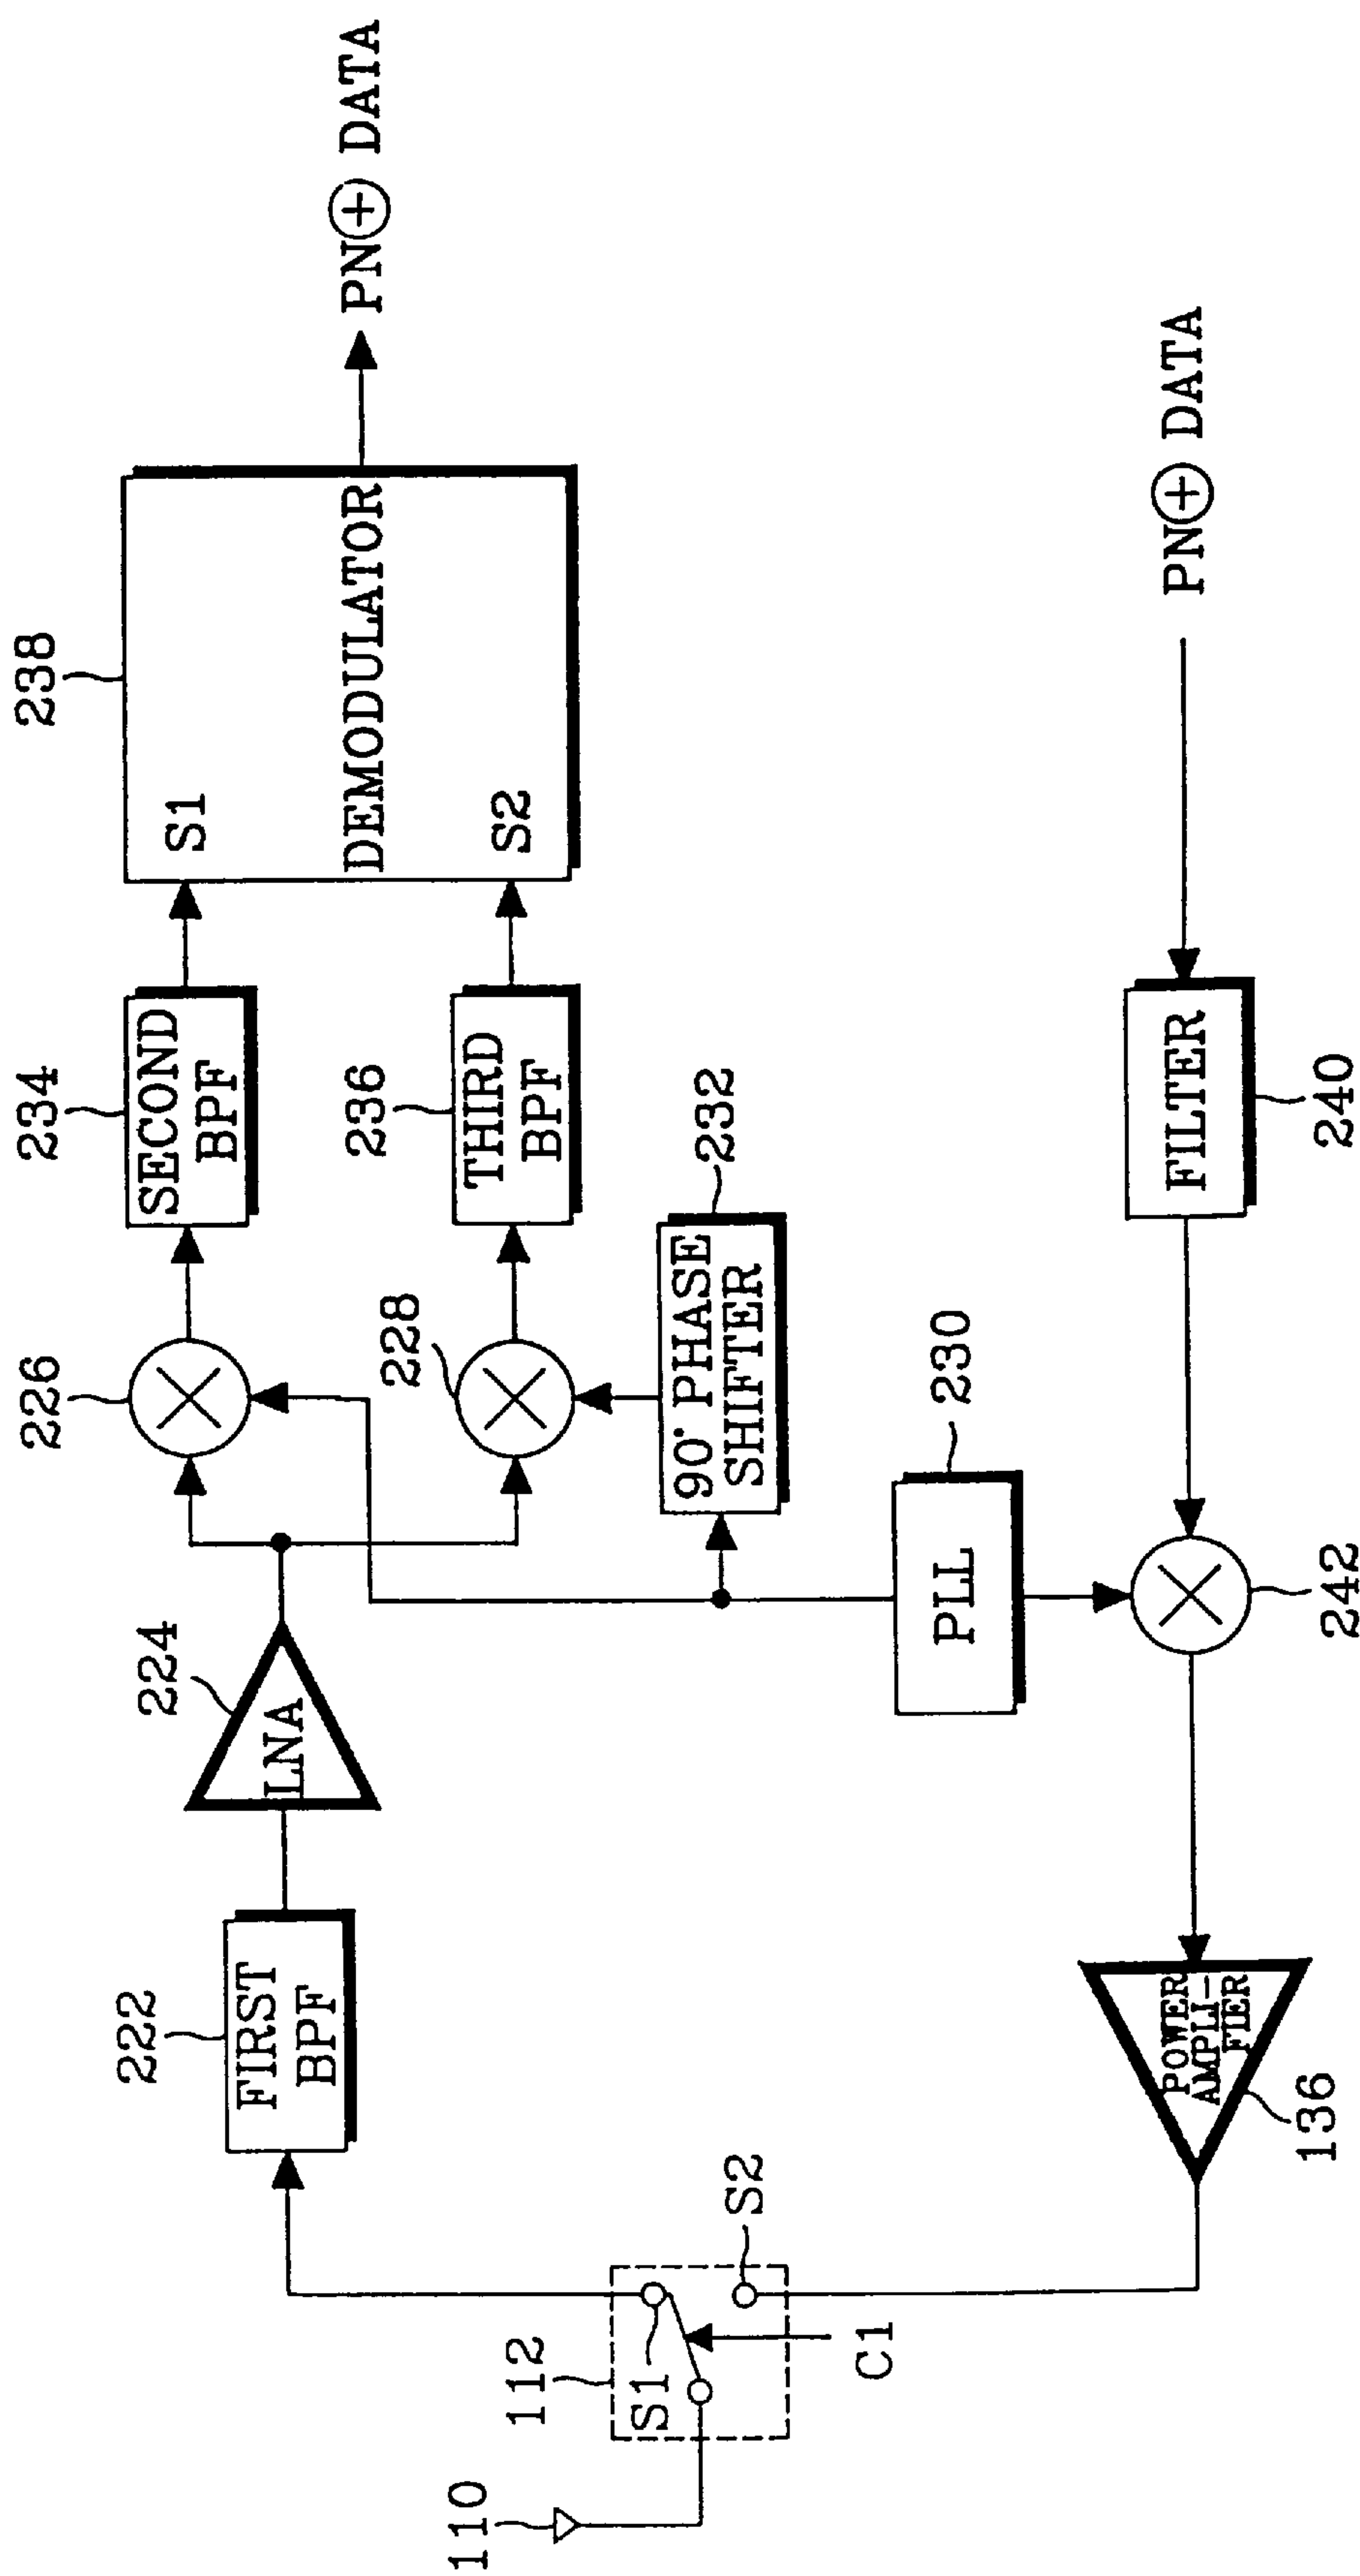 238
S1
DEMODULATOR
S2
PN⊕ DATA
234
SECOND
BPF
236
THIRD
BPF
226
228
232
90° PHASE
SHIFTER
224
LNA
230
PLL
222
FIRST
BPF
PN⊕ DATA
FILTER
240
242
POWER
AMPLI-
FIER
136
112
S1
S2
C1
110